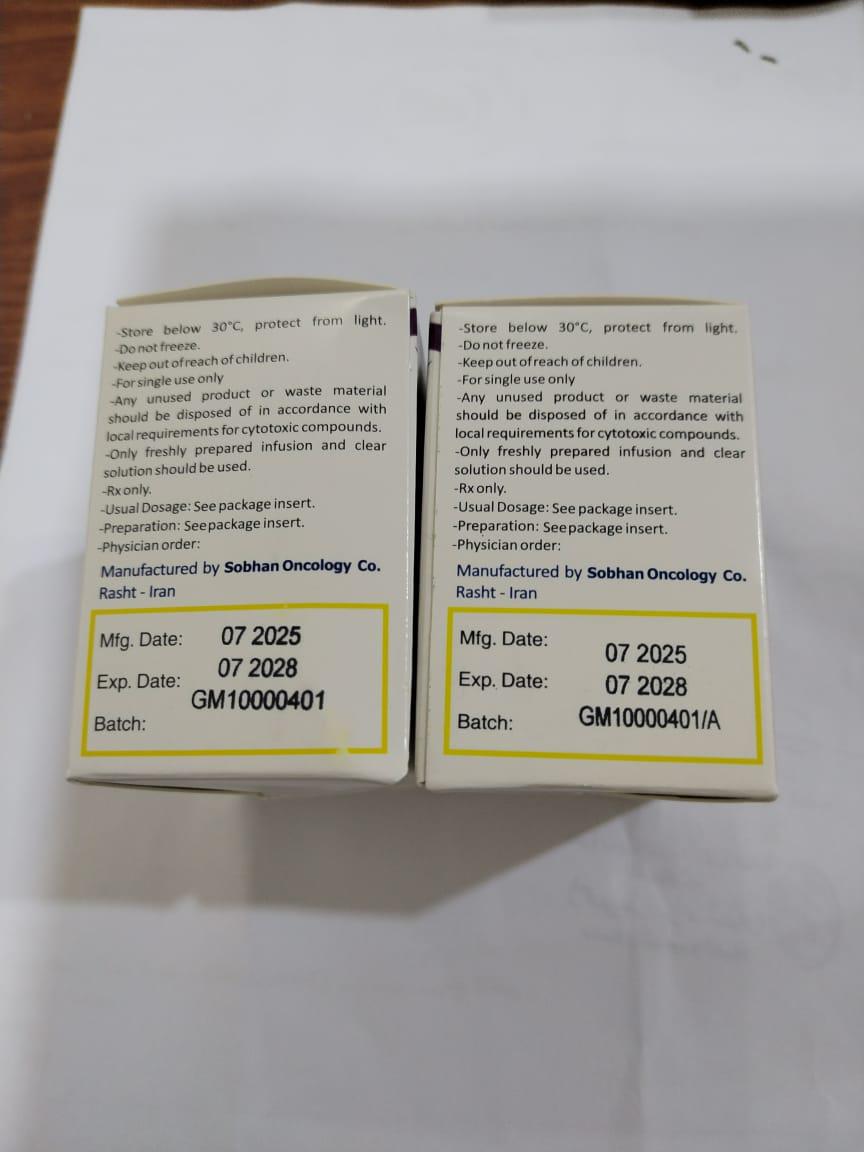 -Store below 30°C, protect from light.
-Do not freeze.
-Keep out of reach of children.
-For single use only
-Any unused product or waste material
should be disposed of in accordance with
local requirements for cytotoxic compounds.
-Only freshly prepared infusion and clear
solution should be used.
-Rx only.
-Usual Dosage: See package insert.
-Preparation: See package insert.
-Physician order:
Manufactured by Sobhan Oncology Co.
Rasht - Iran
Mfg. Date: 07 2025
Exp. Date: 07 2028
Batch: GM10000401
-Store below 30°C, protect from light.
-Do not freeze.
-Keep out of reach of children.
-For single use only
-Any unused product or waste material
should be disposed of in accordance with
local requirements for cytotoxic compounds.
-Only freshly prepared infusion and clear
solution should be used.
-Rx only.
-Usual Dosage: See package insert.
-Preparation: See package insert.
-Physician order:
Manufactured by Sobhan Oncology Co.
Rasht - Iran
Mfg. Date: 07 2025
Exp. Date: 07 2028
Batch: GM10000401/A